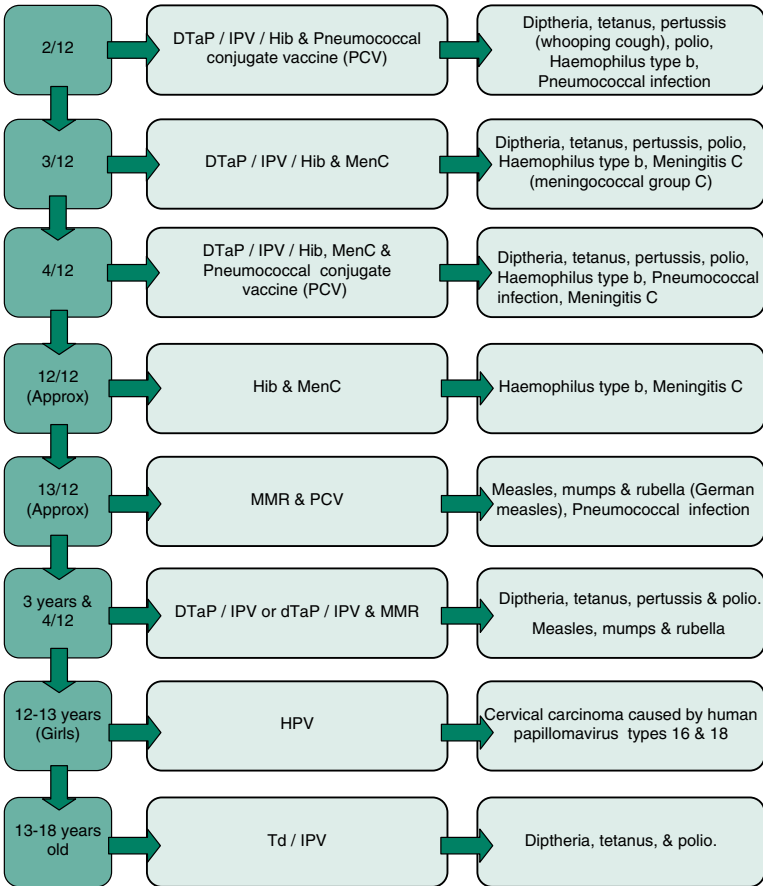 2/12
DTaP / IPV / Hib & Pneumococcal
conjugate vaccine (PCV)
Diptheria, tetanus, pertussis
(whooping cough), polio,
Haemophilus type b,
Pneumococcal infection
3/12
DTaP / IPV / Hib & MenC
Diptheria, tetanus, pertussis, polio,
Haemophilus type b, Meningitis C
(meningococcal group C)
4/12
DTaP / IPV / Hib, MenC &
Pneumococcal conjugate
vaccine (PCV)
Diptheria, tetanus, pertussis, polio,
Haemophilus type b, Pneumococcal
infection, Meningitis C
12/12
(Approx)
Hib & MenC
Haemophilus type b, Meningitis C
13/12
(Approx)
MMR & PCV
Measles, mumps & rubella (German
measles), Pneumococcal infection
3 years &
4/12
DTaP / IPV or dTaP / IPV & MMR
Diptheria, tetanus, pertussis & polio.
Measles, mumps & rubella
12-13 years
(Girls)
HPV
Cervical carcinoma caused by human
papillomavirus types 16 & 18
13-18 years
old
Td / IPV
Diptheria, tetanus, & polio.